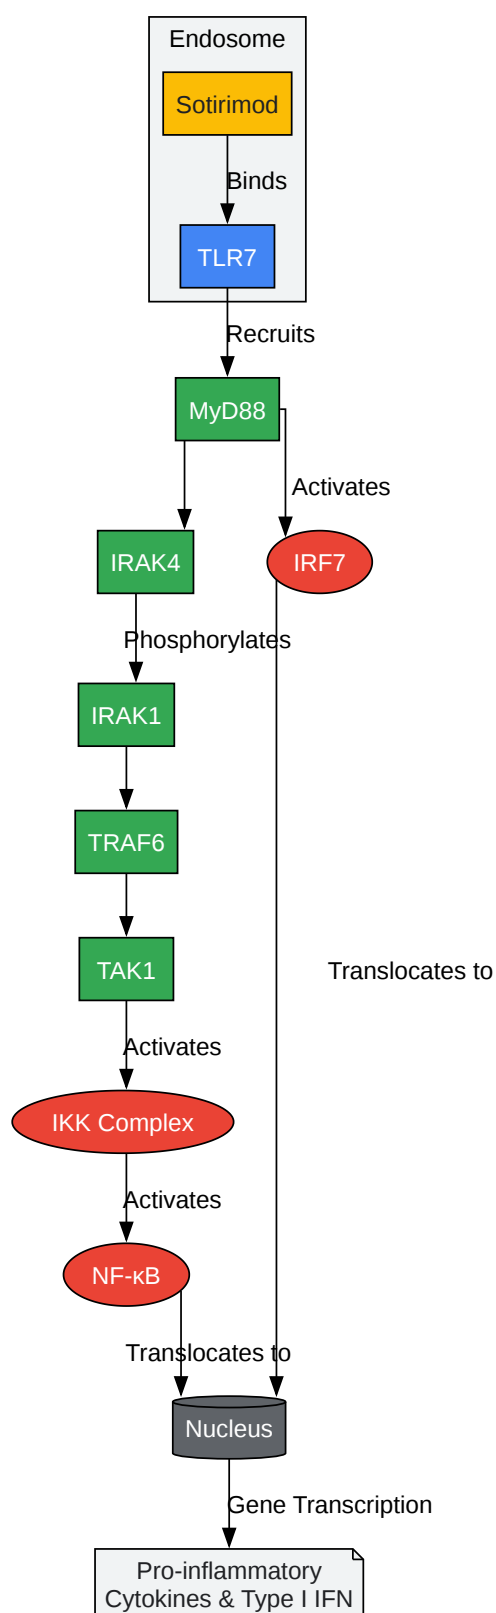 Endosome
Sotirimod
Binds
TLR7
Recruits
MyD88
Activates
IRAK4
IRF7
Phosphorylates
IRAK1
TRAF6
TAK1
Translocates to
Activates
IKK Complex
Activates
NF-κB
Translocates to
Nucleus
Gene Transcription
Pro-inflammatory
Cytokines & Type I IFN